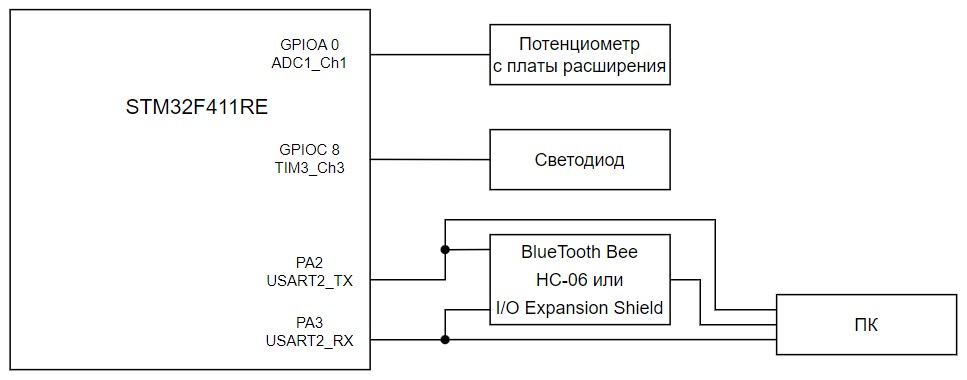 GPIOA 0
ADC1_Ch1
Потенциометр
с платы расширения
STM32F411RE
GPIOC 8
TIM3_Ch3
Светодиод
PA2
USART2_TX
BlueTooth Bee
HC-06 или
I/O Expansion Shield
PA3
USART2_RX
ПК